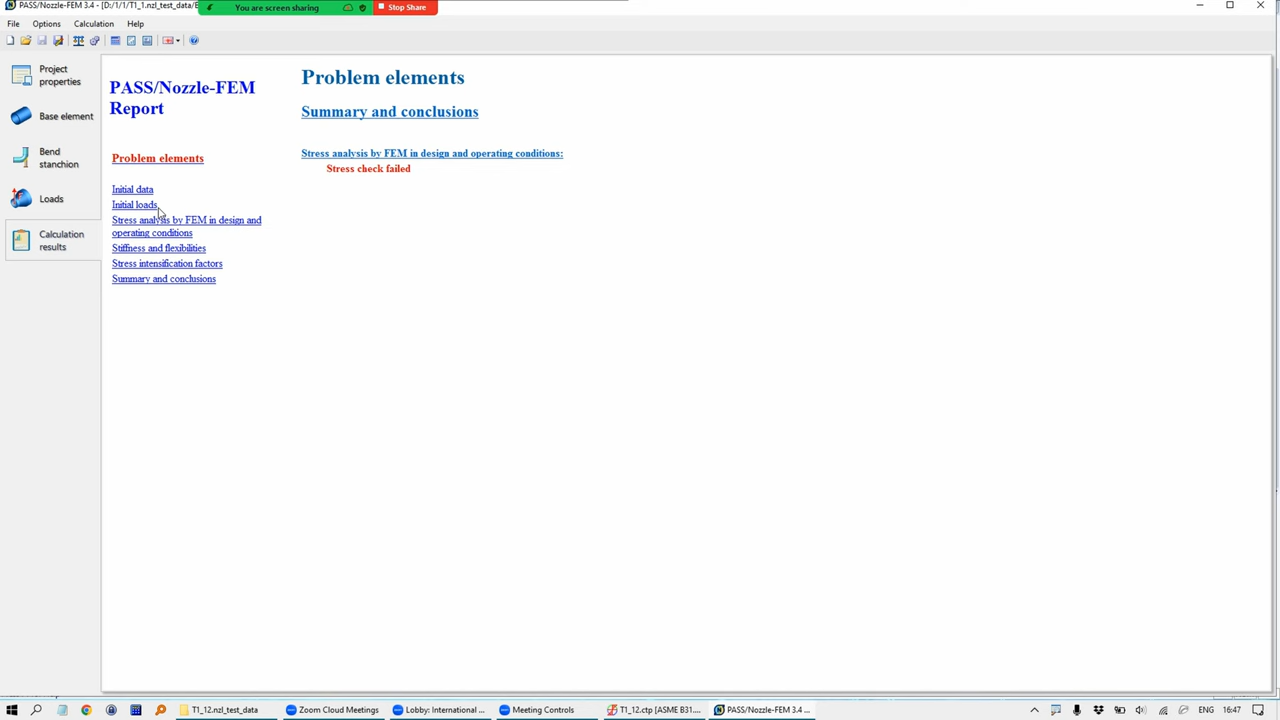 PASS/Nozzle-FEM 3.4 - [D:/1/1/T1_1.nzl_test_data/
You are screen sharing
Stop Share
File Options Calculation Help
Project
properties
Base element
Bend
stanchion
Loads
Calculation
results
PASS/Nozzle-FEM
Report
Problem elements
Initial data
Initial loads
Stress analysis by FEM in design and
operating conditions
Stiffness and flexibilities
Stress intensification factors
Summary and conclusions
Problem elements
Summary and conclusions
Stress analysis by FEM in design and operating conditions:
Stress check failed
T1_12.nzl_test_data
Zoom Cloud Meetings
Lobby: International ...
Meeting Controls
T1_12.ctp [ASME B31....
PASS/Nozzle-FEM 3.4 ...
ENG
16:47